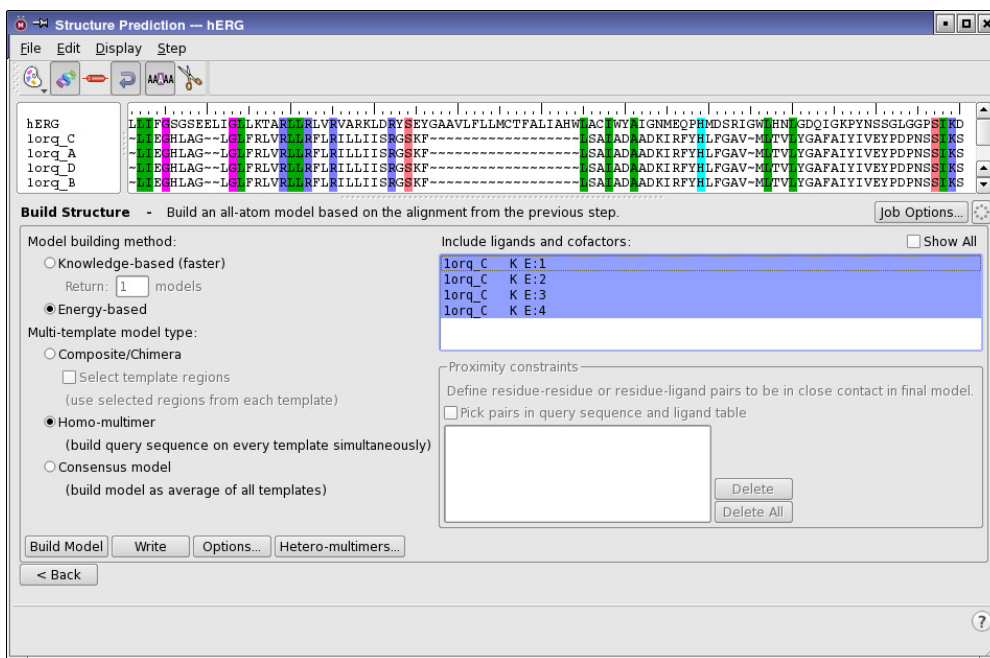 Structure Prediction --- hERG
File Edit Display Step
hERG LLIFGSGSEELIGLLKTARLLRLVRVARKLDRYSEYGAAVLFLLMCTFALIAHWLACIWYAIGNMEQPHMDSRIGWLHNLGDQIGKPYNSSGLGGPSIKD
1orq_C ~LIEGHLAG~~LGLFRLVRLLRFLRILLIISRGSKF~~~~~~~~~~~~~~~~~~LSAIADAADKIRFYHLFGAV~MLTVLYGAFAIYIVEYPDPNSSIKS
1orq_A ~LIEGHLAG~~LGLFRLVRLLRFLRILLIISRGSKF~~~~~~~~~~~~~~~~~~LSAIADAADKIRFYHLFGAV~MLTVLYGAFAIYIVEYPDPNSSIKS
1orq_D ~LIEGHLAG~~LGLFRLVRLLRFLRILLIISRGSKF~~~~~~~~~~~~~~~~~~LSAIADAADKIRFYHLFGAV~MLTVLYGAFAIYIVEYPDPNSSIKS
1orq_B ~LIEGHLAG~~LGLFRLVRLLRFLRILLIISRGSKF~~~~~~~~~~~~~~~~~~LSAIADAADKIRFYHLFGAV~MLTVLYGAFAIYIVEYPDPNSSIKS
Build Structure - Build an all-atom model based on the alignment from the previous step. Job Options...
Model building method:
Knowledge-based (faster)
Return: 1 models
Energy-based
Multi-template model type:
Composite/Chimera
Select template regions
(use selected regions from each template)
Homo-multimer
(build query sequence on every template simultaneously)
Consensus model
(build model as average of all templates)
Include ligands and cofactors: Show All
1orq_C K E:1
1orq_C K E:2
1orq_C K E:3
1orq_C K E:4
Proximity constraints
Define residue-residue or residue-ligand pairs to be in close contact in final model.
Pick pairs in query sequence and ligand table
Delete
Delete All
Build Model Write Options... Hetero-multimers...
< Back
?